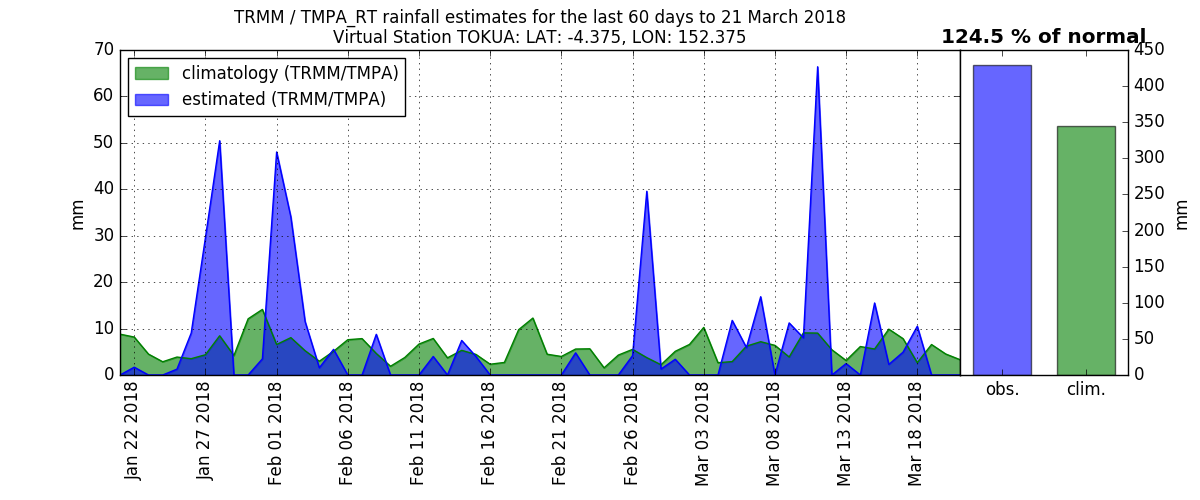 TRMM / TMPA_RT rainfall estimates for the last 60 days to 21 March 2018
Virtual Station TOKUA: LAT: -4.375, LON: 152.375
124.5 % of normal
climatology (TRMM/TMPA)
estimated (TRMM/TMPA)
mm
70
60
50
40
30
20
10
0
Jan 22 2018
Jan 27 2018
Feb 01 2018
Feb 06 2018
Feb 11 2018
Feb 16 2018
Feb 21 2018
Feb 26 2018
Mar 03 2018
Mar 08 2018
Mar 13 2018
Mar 18 2018
450
400
350
300
250
200
150
100
50
0
mm
obs.
clim.